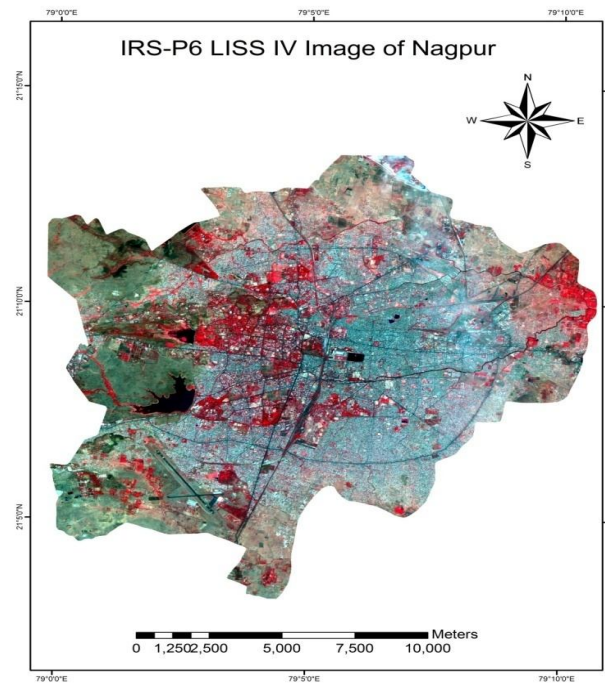 79°0'0"E 79°5'0"E 79°10'0"E
IRS-P6 LISS IV Image of Nagpur
21°15'0"N
N
W E
S
21°10'0"N
21°5'0"N
Meters
0 1,250 2,500 5,000 7,500 10,000
79°0'0"E 79°5'0"E 79°10'0"E